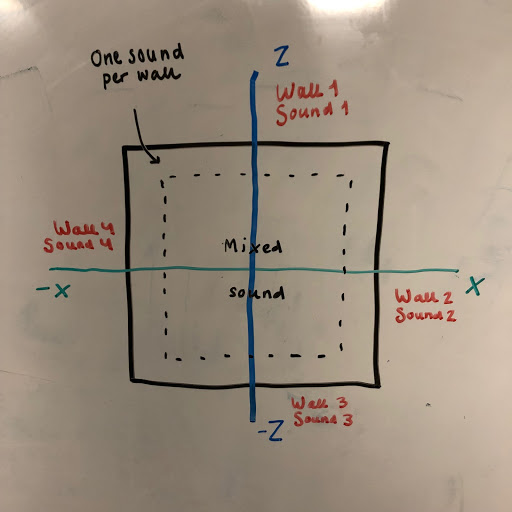 One sound
per wall
Z
Wall 1
Sound 1
Wall 4
Sound 4
Mixed
sound
-X
X
Wall 2
Sound 2
Wall 3
Sound 3
-Z